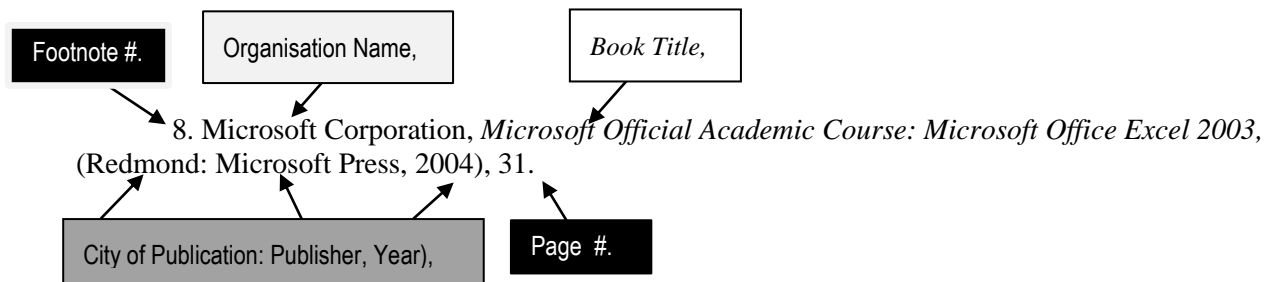 Footnote #.
Organisation Name,
Book Title,
8. Microsoft Corporation, Microsoft Official Academic Course: Microsoft Office Excel 2003,
(Redmond: Microsoft Press, 2004), 31.
City of Publication: Publisher, Year),
Page #.